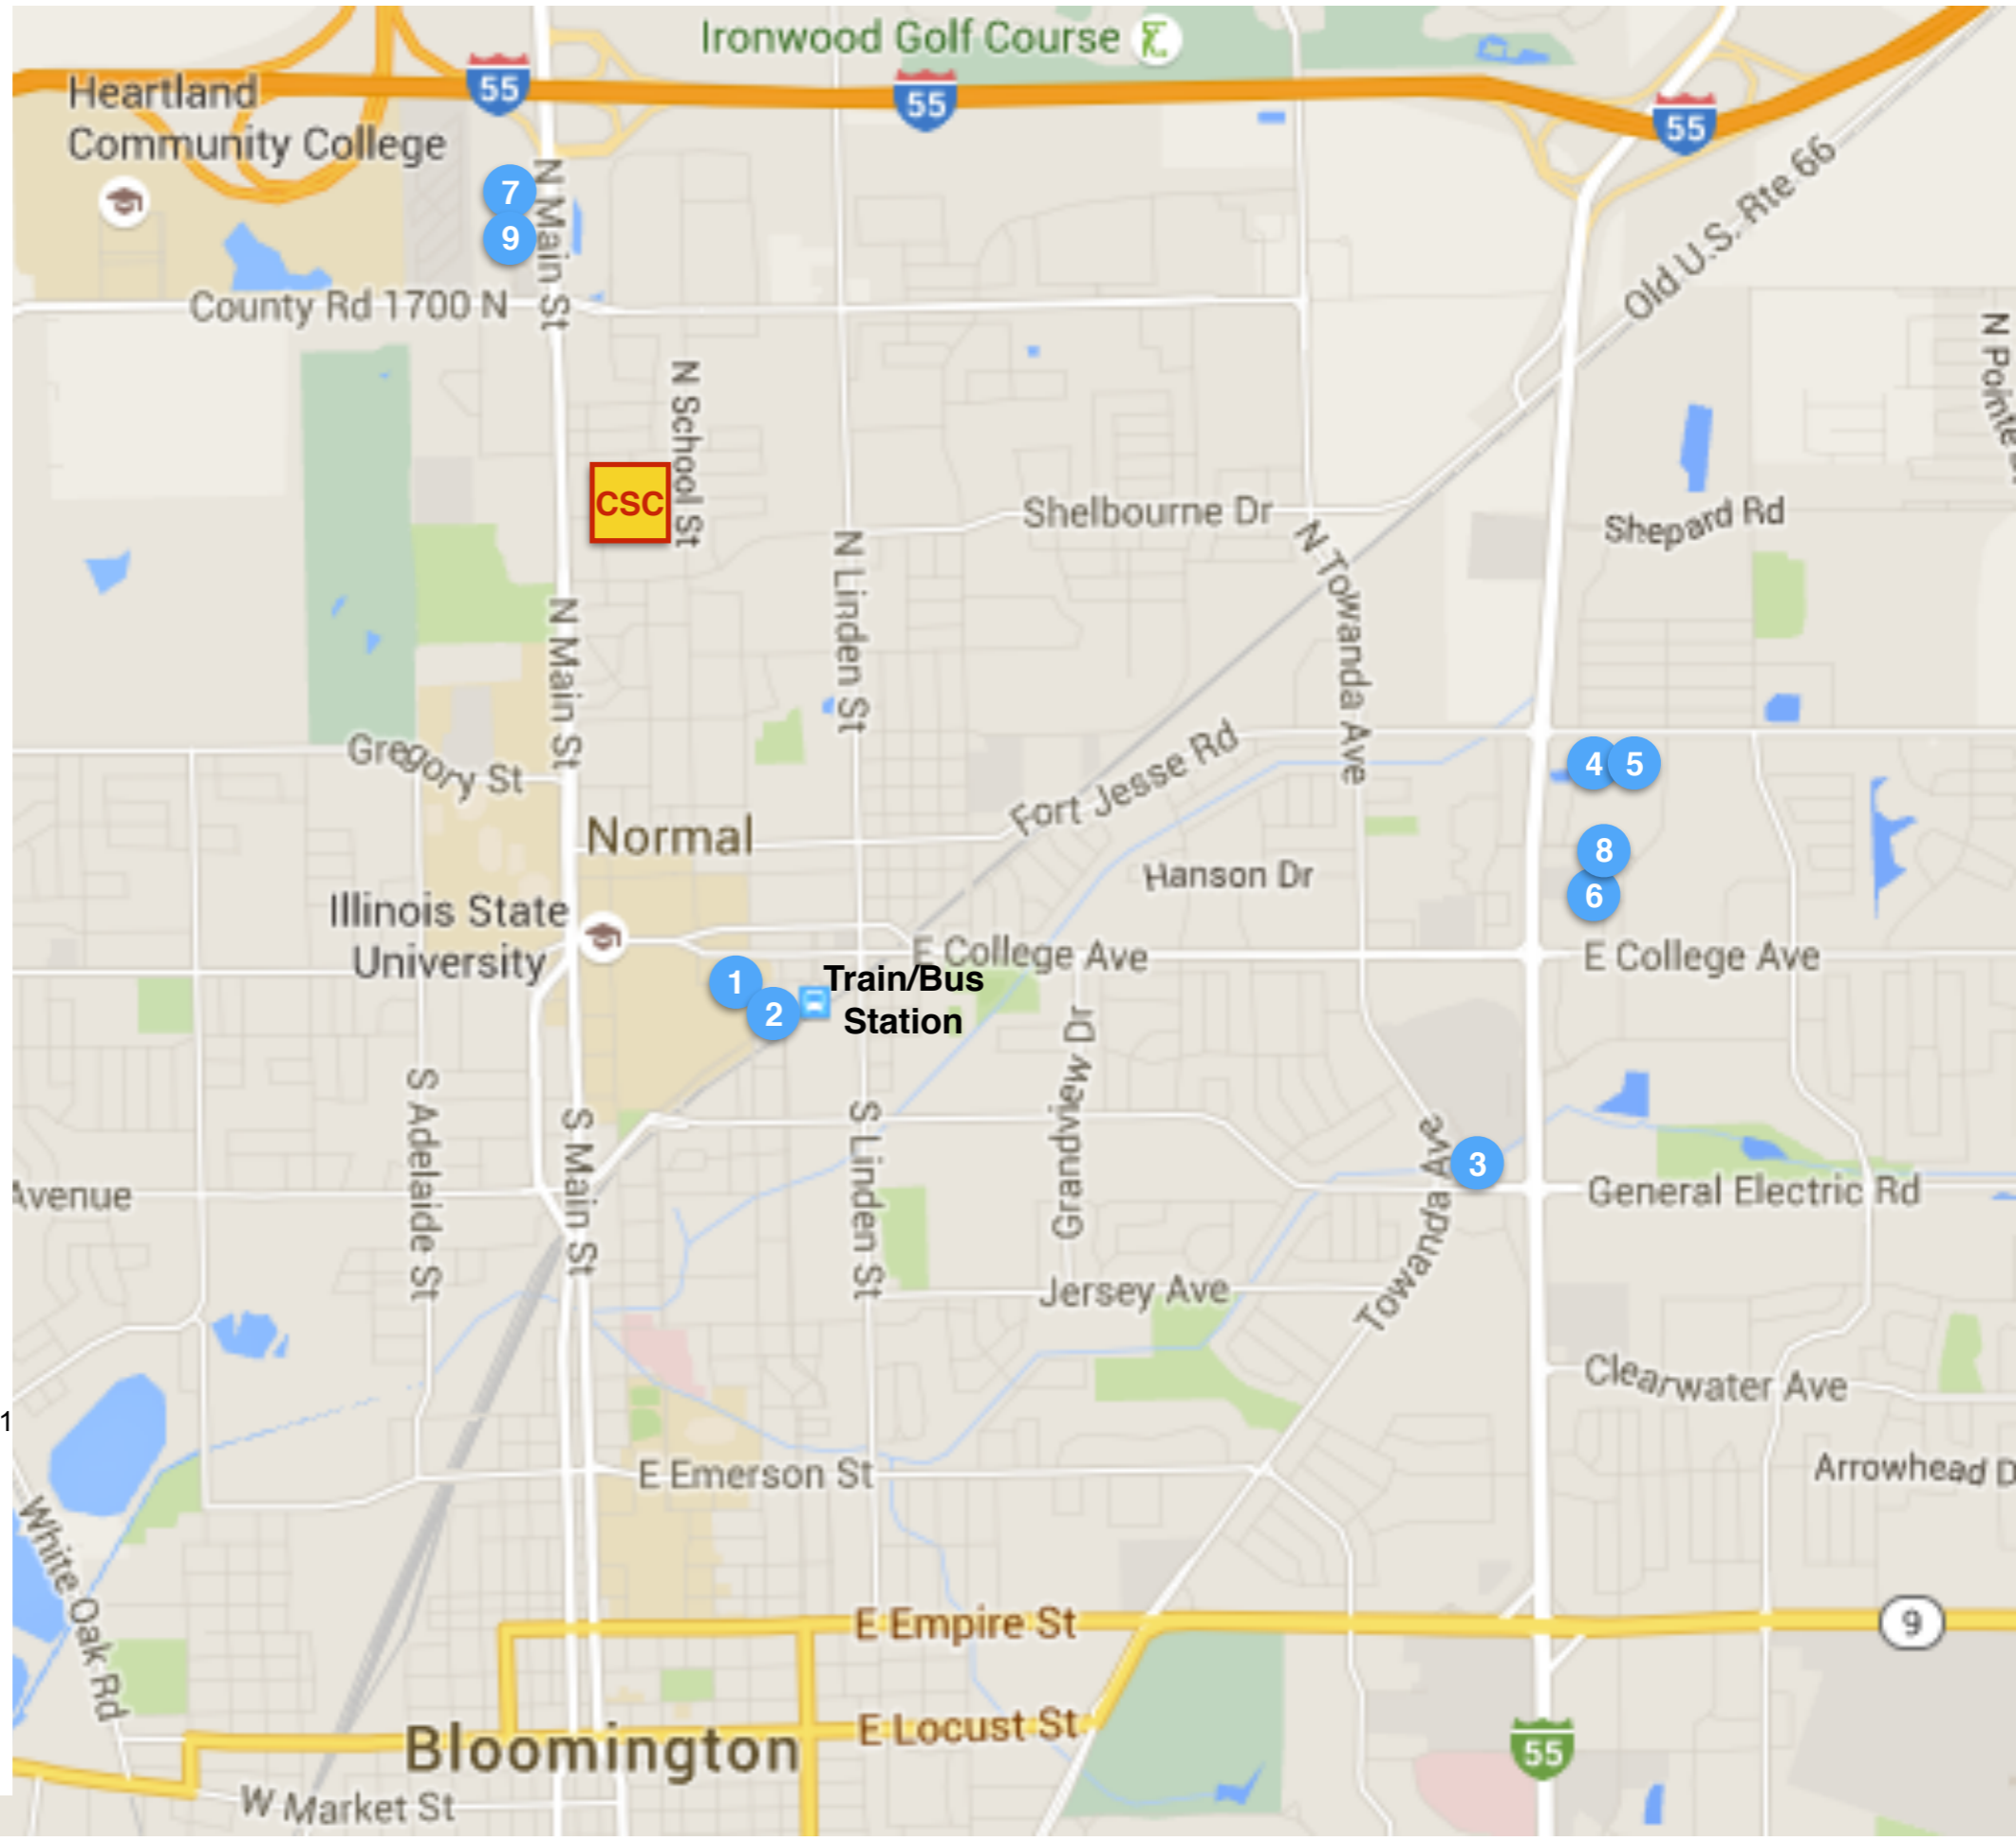 Ironwood Golf Course
55
55
55
Heartland
Community College
7
9
N Main St
Old U.S. Rte 66
County Rd 1700 N
N School St
CSC
Shelbourne Dr
Shepard Rd
N Linden St
N Towanda Ave
N Main St
Gregory St
Fort Jesse Rd
4
5
Normal
8
Hanson Dr
6
Illinois State
University
E College Ave
E College Ave
1
2
Train/Bus
Station
S Adelaide St
S Main St
S Linden St
Grandview Dr
Towanda Ave
3
General Electric Rd
Avenue
Jersey Ave
Clearwater Ave
1
E Emerson St
Arrowhead D
White Oak Rd
E Empire St
9
E Locust St
Bloomington
55
W Market St